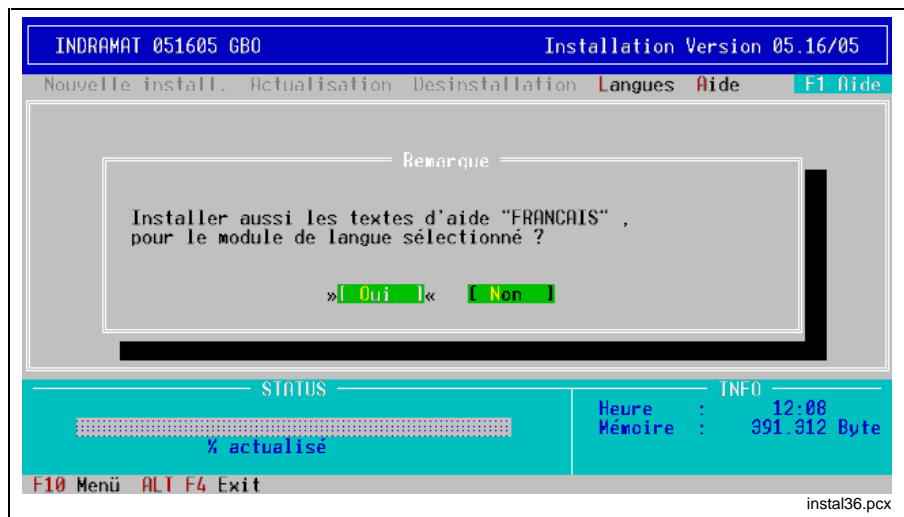 INDRAMAT 051605 GBO Installation Version 05.16/05
Nouvelle install. Actualisation Desinstallation Langues Aide F1 Aide
Remarque
Installer aussi les textes d'aide "FRANCAIS" ,
pour le module de langue sélectionné ?
»[ Oui ]« [ Non ]
STATUS
INFO
Heure : 12:08
Mémoire : 391.312 Byte
% actualisé
F10 Menü ALT F4 Exit
instal36.pcx